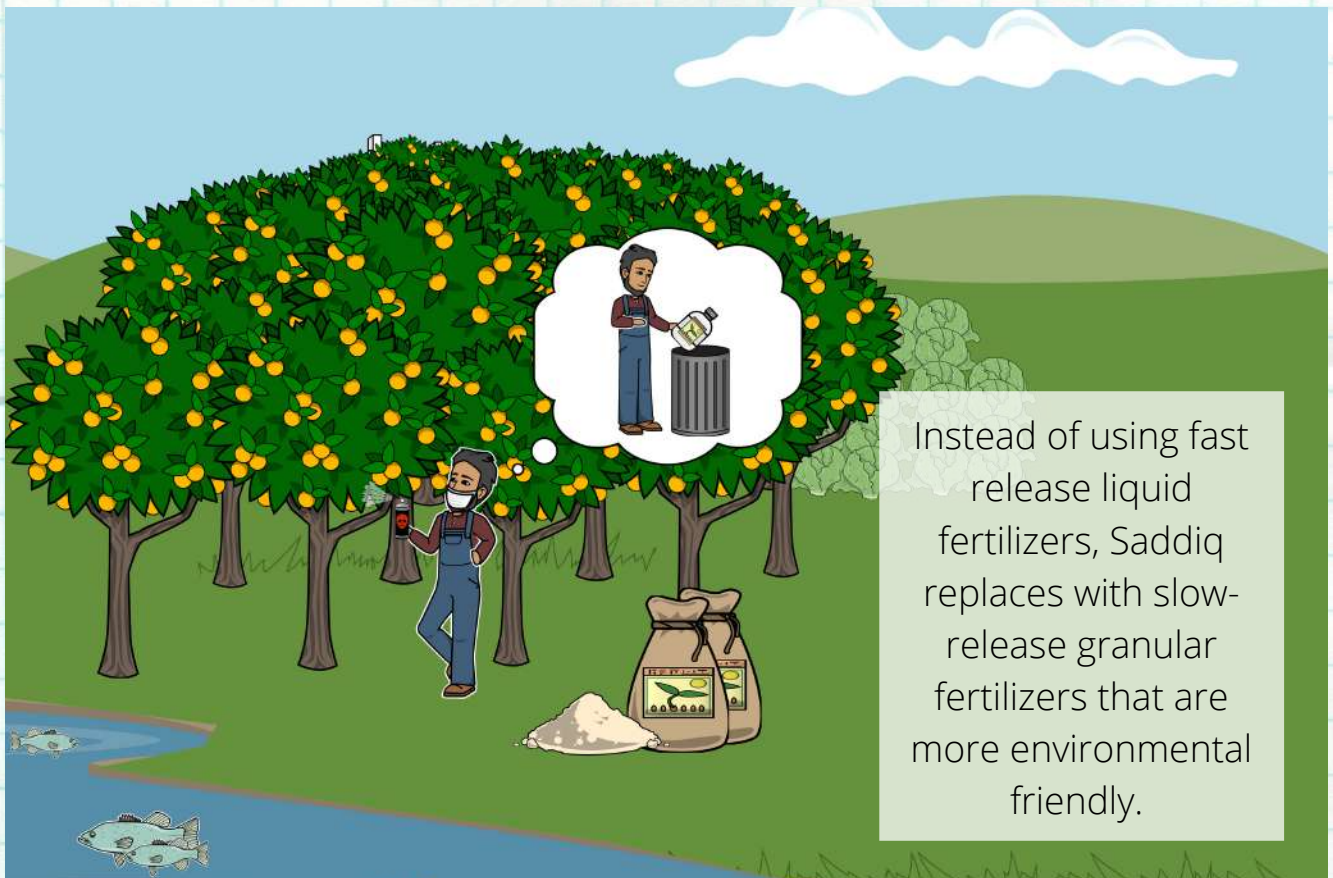 Instead of using fast
release liquid
fertilizers, Saddiq
replaces with slow-
release granular
fertilizers that are
more environmental
friendly.